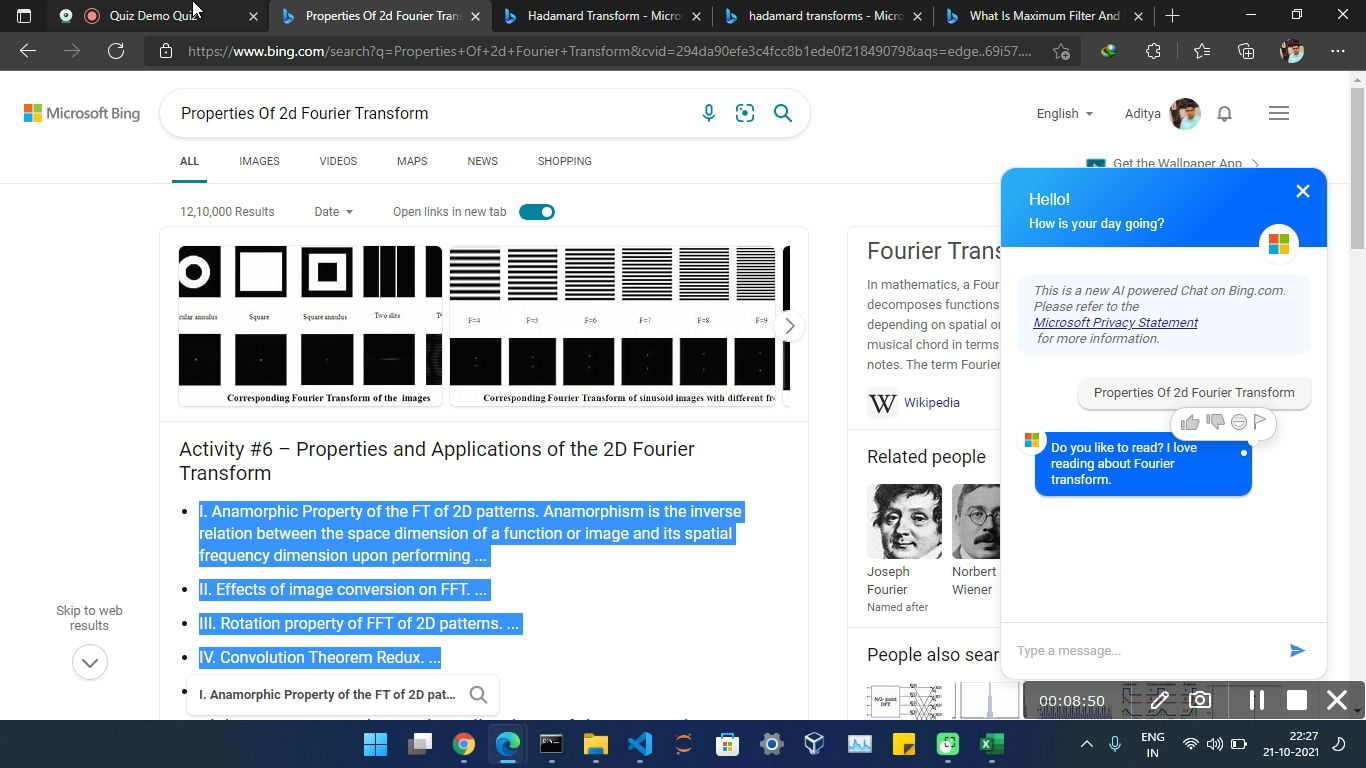 Quiz Demo Quiz
Properties Of 2d Fourier Tran
Hadamard Transform - Micro
hadamard transforms - Micro
What Is Maximum Filter And
https://www.bing.com/search?q=Properties+Of+2d+Fourier+Transform&cvid=294da90efe3c4fcc8b1ede0f21849079&aqs=edge..69i57....
Microsoft Bing
Properties Of 2d Fourier Transform
English
Aditya
ALL
IMAGES
VIDEOS
MAPS
NEWS
SHOPPING
Get the Wallpaper App
12,10,000 Results
Date
Open links in new tab
cular annulus
Square
Square annulus
Two slits
F=4
F=5
F=6
F=7
F=8
F=9
Corresponding Fourier Transform of the images
Corresponding Fourier Transform of sinusoid images with different fr
Activity #6 – Properties and Applications of the 2D Fourier
Transform
I. Anamorphic Property of the FT of 2D patterns. Anamorphism is the inverse
relation between the space dimension of a function or image and its spatial
frequency dimension upon performing ...
II. Effects of image conversion on FFT. ...
III. Rotation property of FFT of 2D patterns. ...
IV. Convolution Theorem Redux. ...
I. Anamorphic Property of the FT of 2D pat...
Skip to web
results
Fourier Trans
In mathematics, a Four
decomposes functions
depending on spatial o
musical chord in terms
notes. The term Fourier
W Wikipedia
Related people
Joseph
Fourier
Named after
Norbert
Wiener
People also sear
Hello!
How is your day going?
This is a new AI powered Chat on Bing.com.
Please refer to the
Microsoft Privacy Statement
for more information.
Properties Of 2d Fourier Transform
Do you like to read? I love
reading about Fourier
transform.
Type a message...
00:08:50
ENG
IN
22:27
21-10-2021